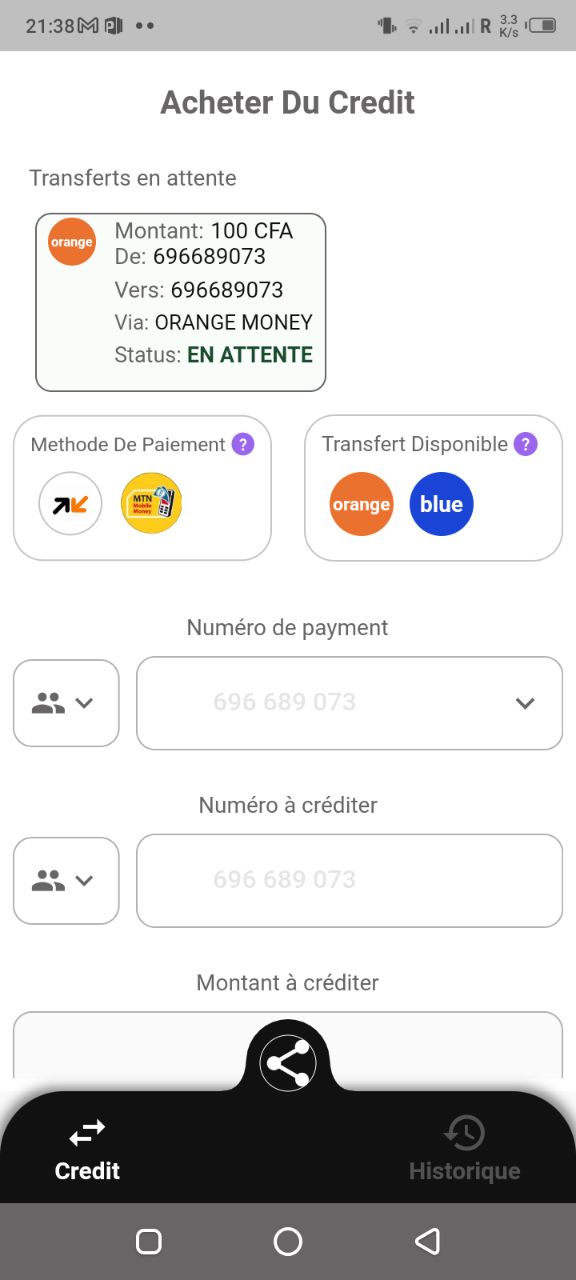 21:38
R
3.3
K/s
Acheter Du Credit
Transferts en attente
orange
Montant: 100 CFA
De: 696689073
Vers: 696689073
Via: ORANGE MONEY
Status: EN ATTENTE
Methode De Paiement ?
Transfert Disponible ?
MTN
Mobile
Money
orange
blue
Numéro de payment
696 689 073
Numéro à créditer
696 689 073
Montant à créditer
Credit
Historique